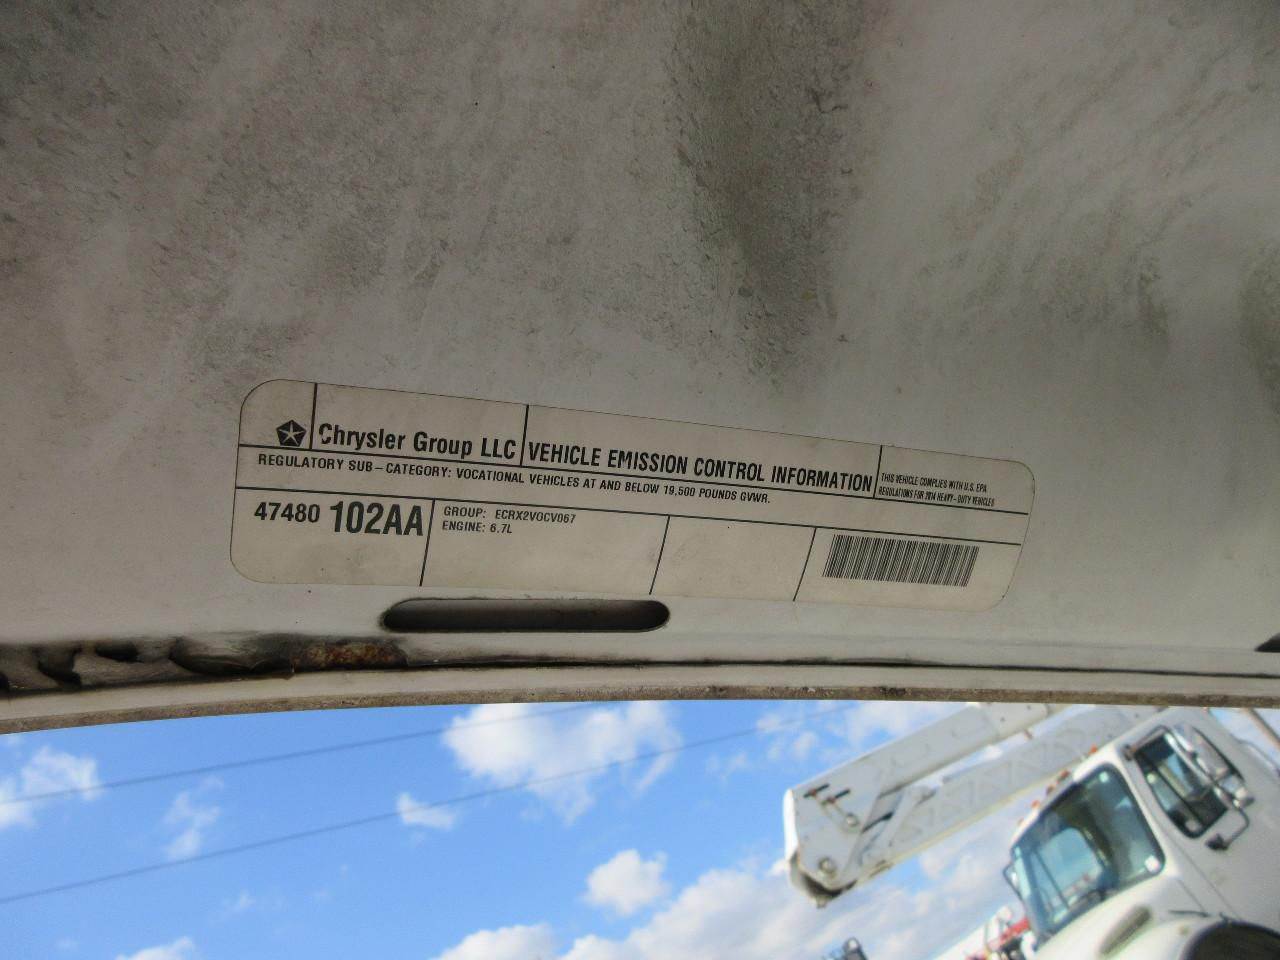 Chrysler Group LLC
VEHICLE EMISSION CONTROL INFORMATION
THIS VEHICLE COMPLIES WITH U.S. EPA
REGULATIONS FOR 2014 HEAVY-DUTY VEHICLES
REGULATORY SUB-CATEGORY: VOCATIONAL VEHICLES AT AND BELOW 19,500 POUNDS GVWR.
47480 102AA
GROUP: ECRX2VOCV067
ENGINE: 6.7L